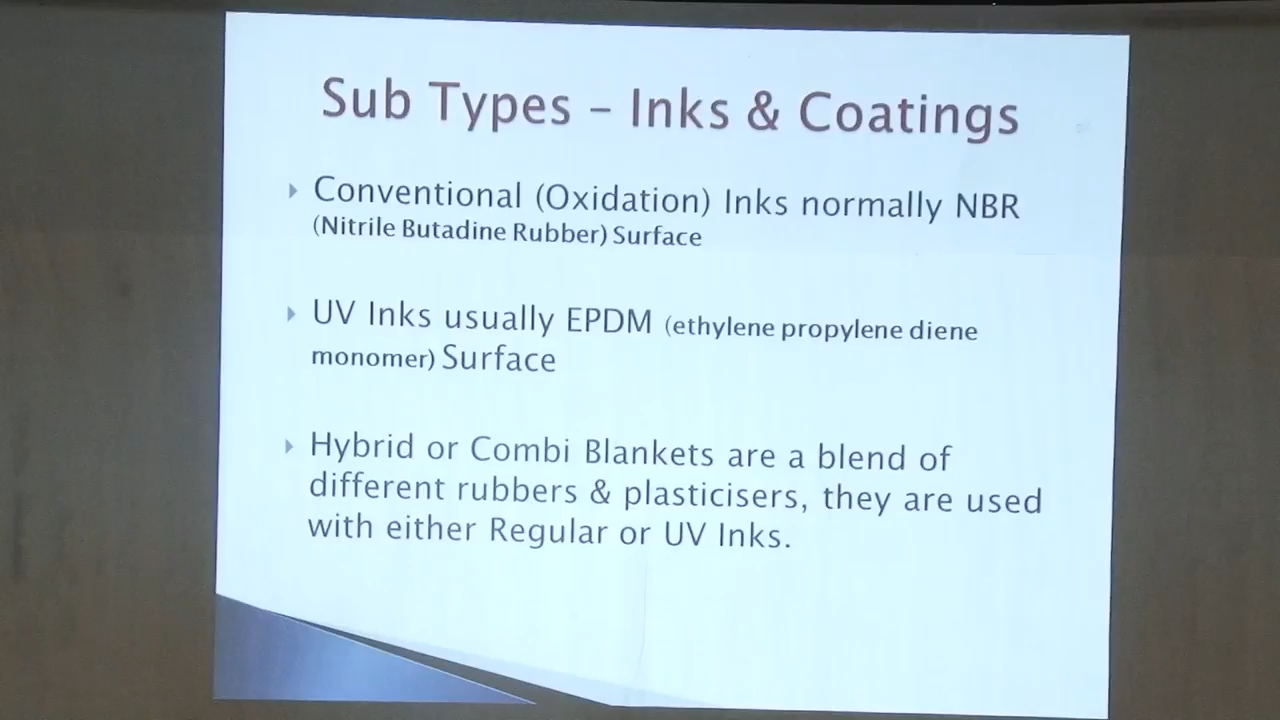 Sub Types – Inks & Coatings
Conventional (Oxidation) Inks normally NBR
(Nitrile Butadine Rubber) Surface
UV Inks usually EPDM (ethylene propylene diene
monomer) Surface
Hybrid or Combi Blankets are a blend of
different rubbers & plasticisers, they are used
with either Regular or UV Inks.